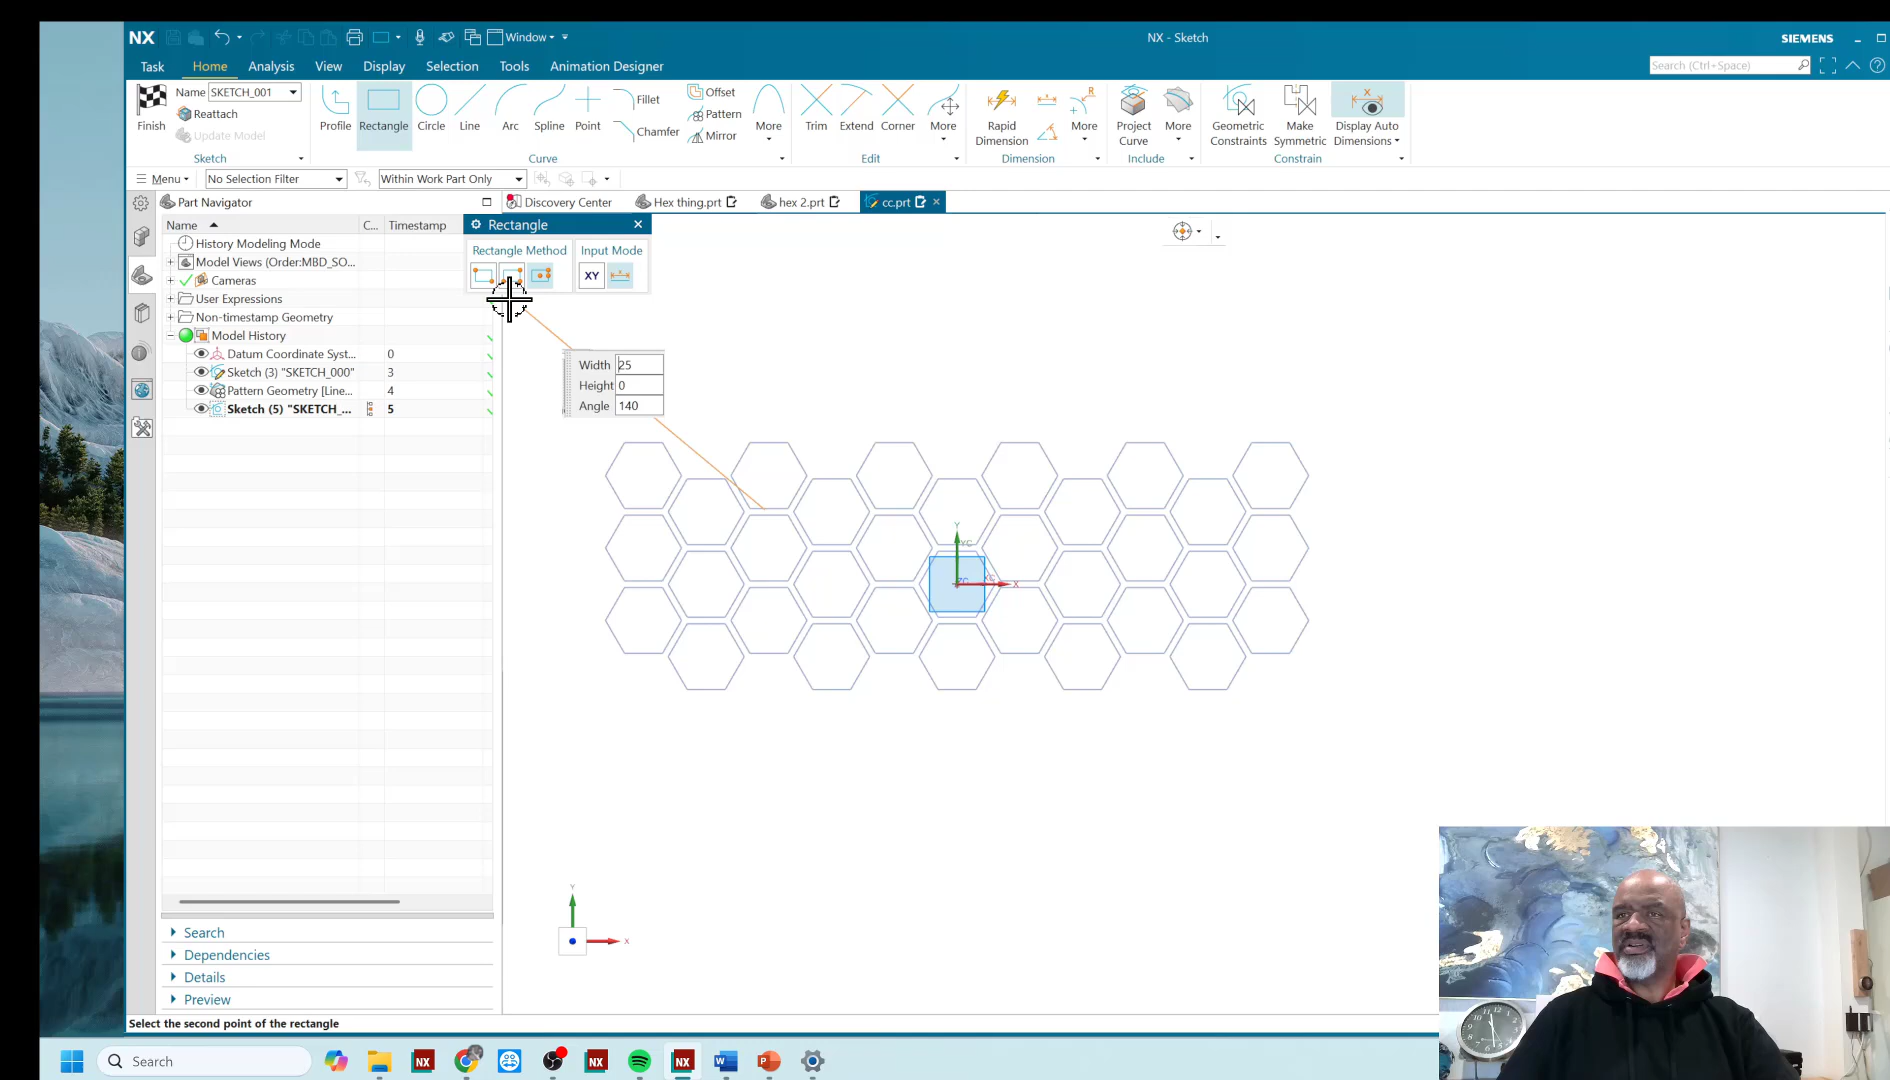 NX
Window
NX - Sketch
SIEMENS
Task
Home
Analysis
View
Display
Selection
Tools
Animation Designer
Search (Ctrl+Space)
Name SKETCH_001
Reattach
Update Model
Finish
Profile
Rectangle
Circle
Line
Arc
Spline
Point
Fillet
Chamfer
Offset
Pattern
Mirror
More
Trim
Extend
Corner
More
Rapid
Dimension
More
Project
Curve
More
Geometric
Constraints
Make
Symmetric
Display Auto
Dimensions
Sketch
Curve
Edit
Dimension
Include
Constrain
Menu
No Selection Filter
Within Work Part Only
Part Navigator
Discovery Center
Hex thing.prt
hex 2.prt
cc.prt
Name
C...
Timestamp
History Modeling Mode
Model Views (Order:MBD_SO...
Cameras
User Expressions
Non-timestamp Geometry
Model History
Datum Coordinate Syst...
0
Sketch (3) "SKETCH_000"
3
Pattern Geometry [Line...
4
Sketch (5) "SKETCH_...
5
Rectangle
Rectangle Method
Input Mode
XY
Width 25
Height 0
Angle 140
Y
YC
ZC
XC
X
Y
X
Search
Dependencies
Details
Preview
Select the second point of the rectangle
Search
NX
NX
NX
W
P